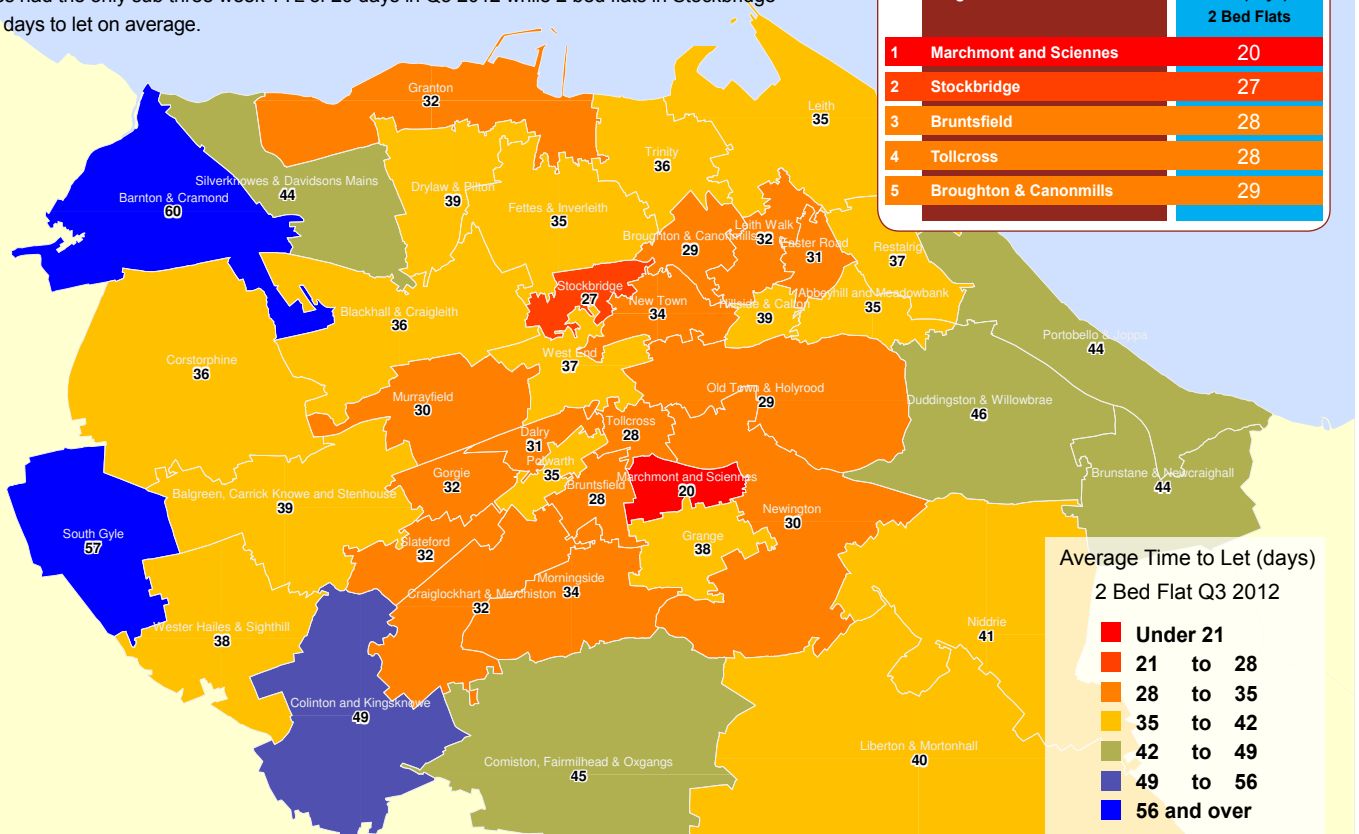 days to let on average.
2 Bed Flats
1 Marchmont and Sciennes 20
2 Stockbridge 27
3 Bruntsfield 28
4 Tollcross 28
5 Broughton & Canonmills 29
Granton
32
Leith
35
Trinity
36
Silverknowes & Davidsons Mains
44
Drylaw & Pilton
39
Barnton & Cramond
60
Fettes & Inverleith
35
Broughton & Canonmills
29
Leith Walk
32
Easter Road
31
Restalrig
37
Stockbridge
27
New Town
34
Hillside & Calton
39
Abbeyhill and Meadowbank
35
Blackhall & Craigleith
36
Portobello & Joppa
44
Corstorphine
36
West End
37
Old Town & Holyrood
29
Duddingston & Willowbrae
46
Murrayfield
30
Tollcross
28
Dalry
31
Polwarth
35
Gorgie
32
Bruntsfield
28
Marchmont and Sciennes
20
Brunstane & Newcraighall
44
Balgreen, Carrick Knowe and Stenhouse
39
Newington
30
South Gyle
57
Slateford
32
Grange
38
Morningside
34
Craiglockhart & Merchiston
32
Wester Hailes & Sighthill
38
Niddrie
41
Colinton and Kingsknowe
49
Comiston, Fairmilhead & Oxgangs
45
Liberton & Mortonhall
40
Average Time to Let (days)
2 Bed Flat Q3 2012
Under 21
21 to 28
28 to 35
35 to 42
42 to 49
49 to 56
56 and over